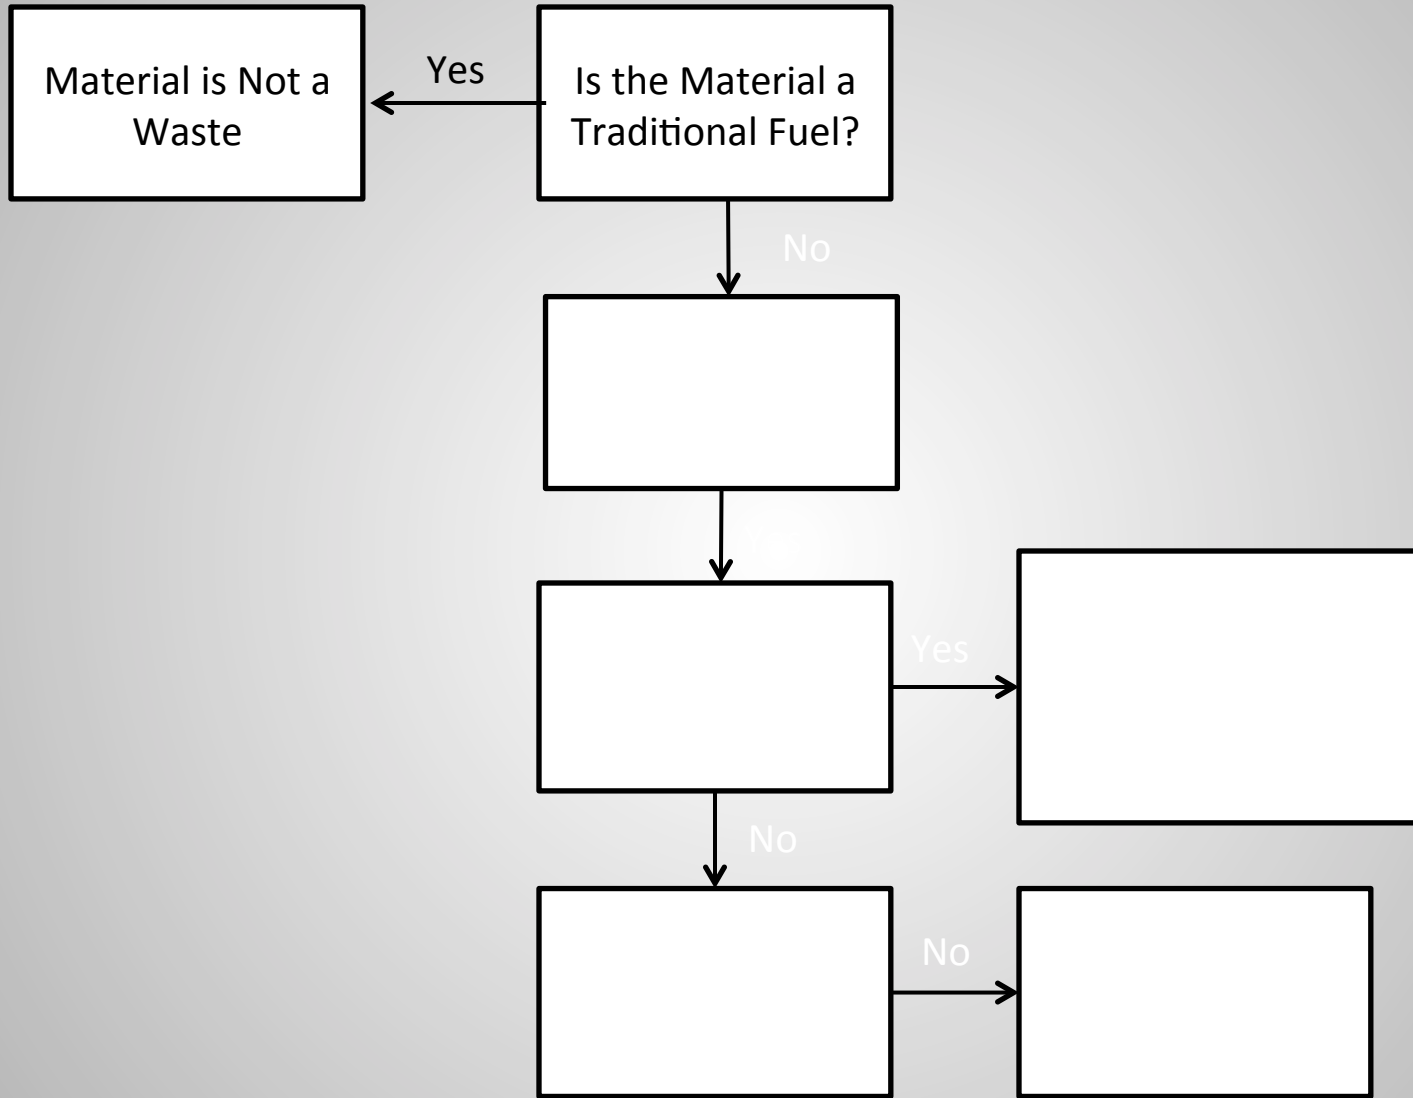 Material is Not a
Waste
Yes
Is the Material a
Traditional Fuel?
No
Yes
No
No